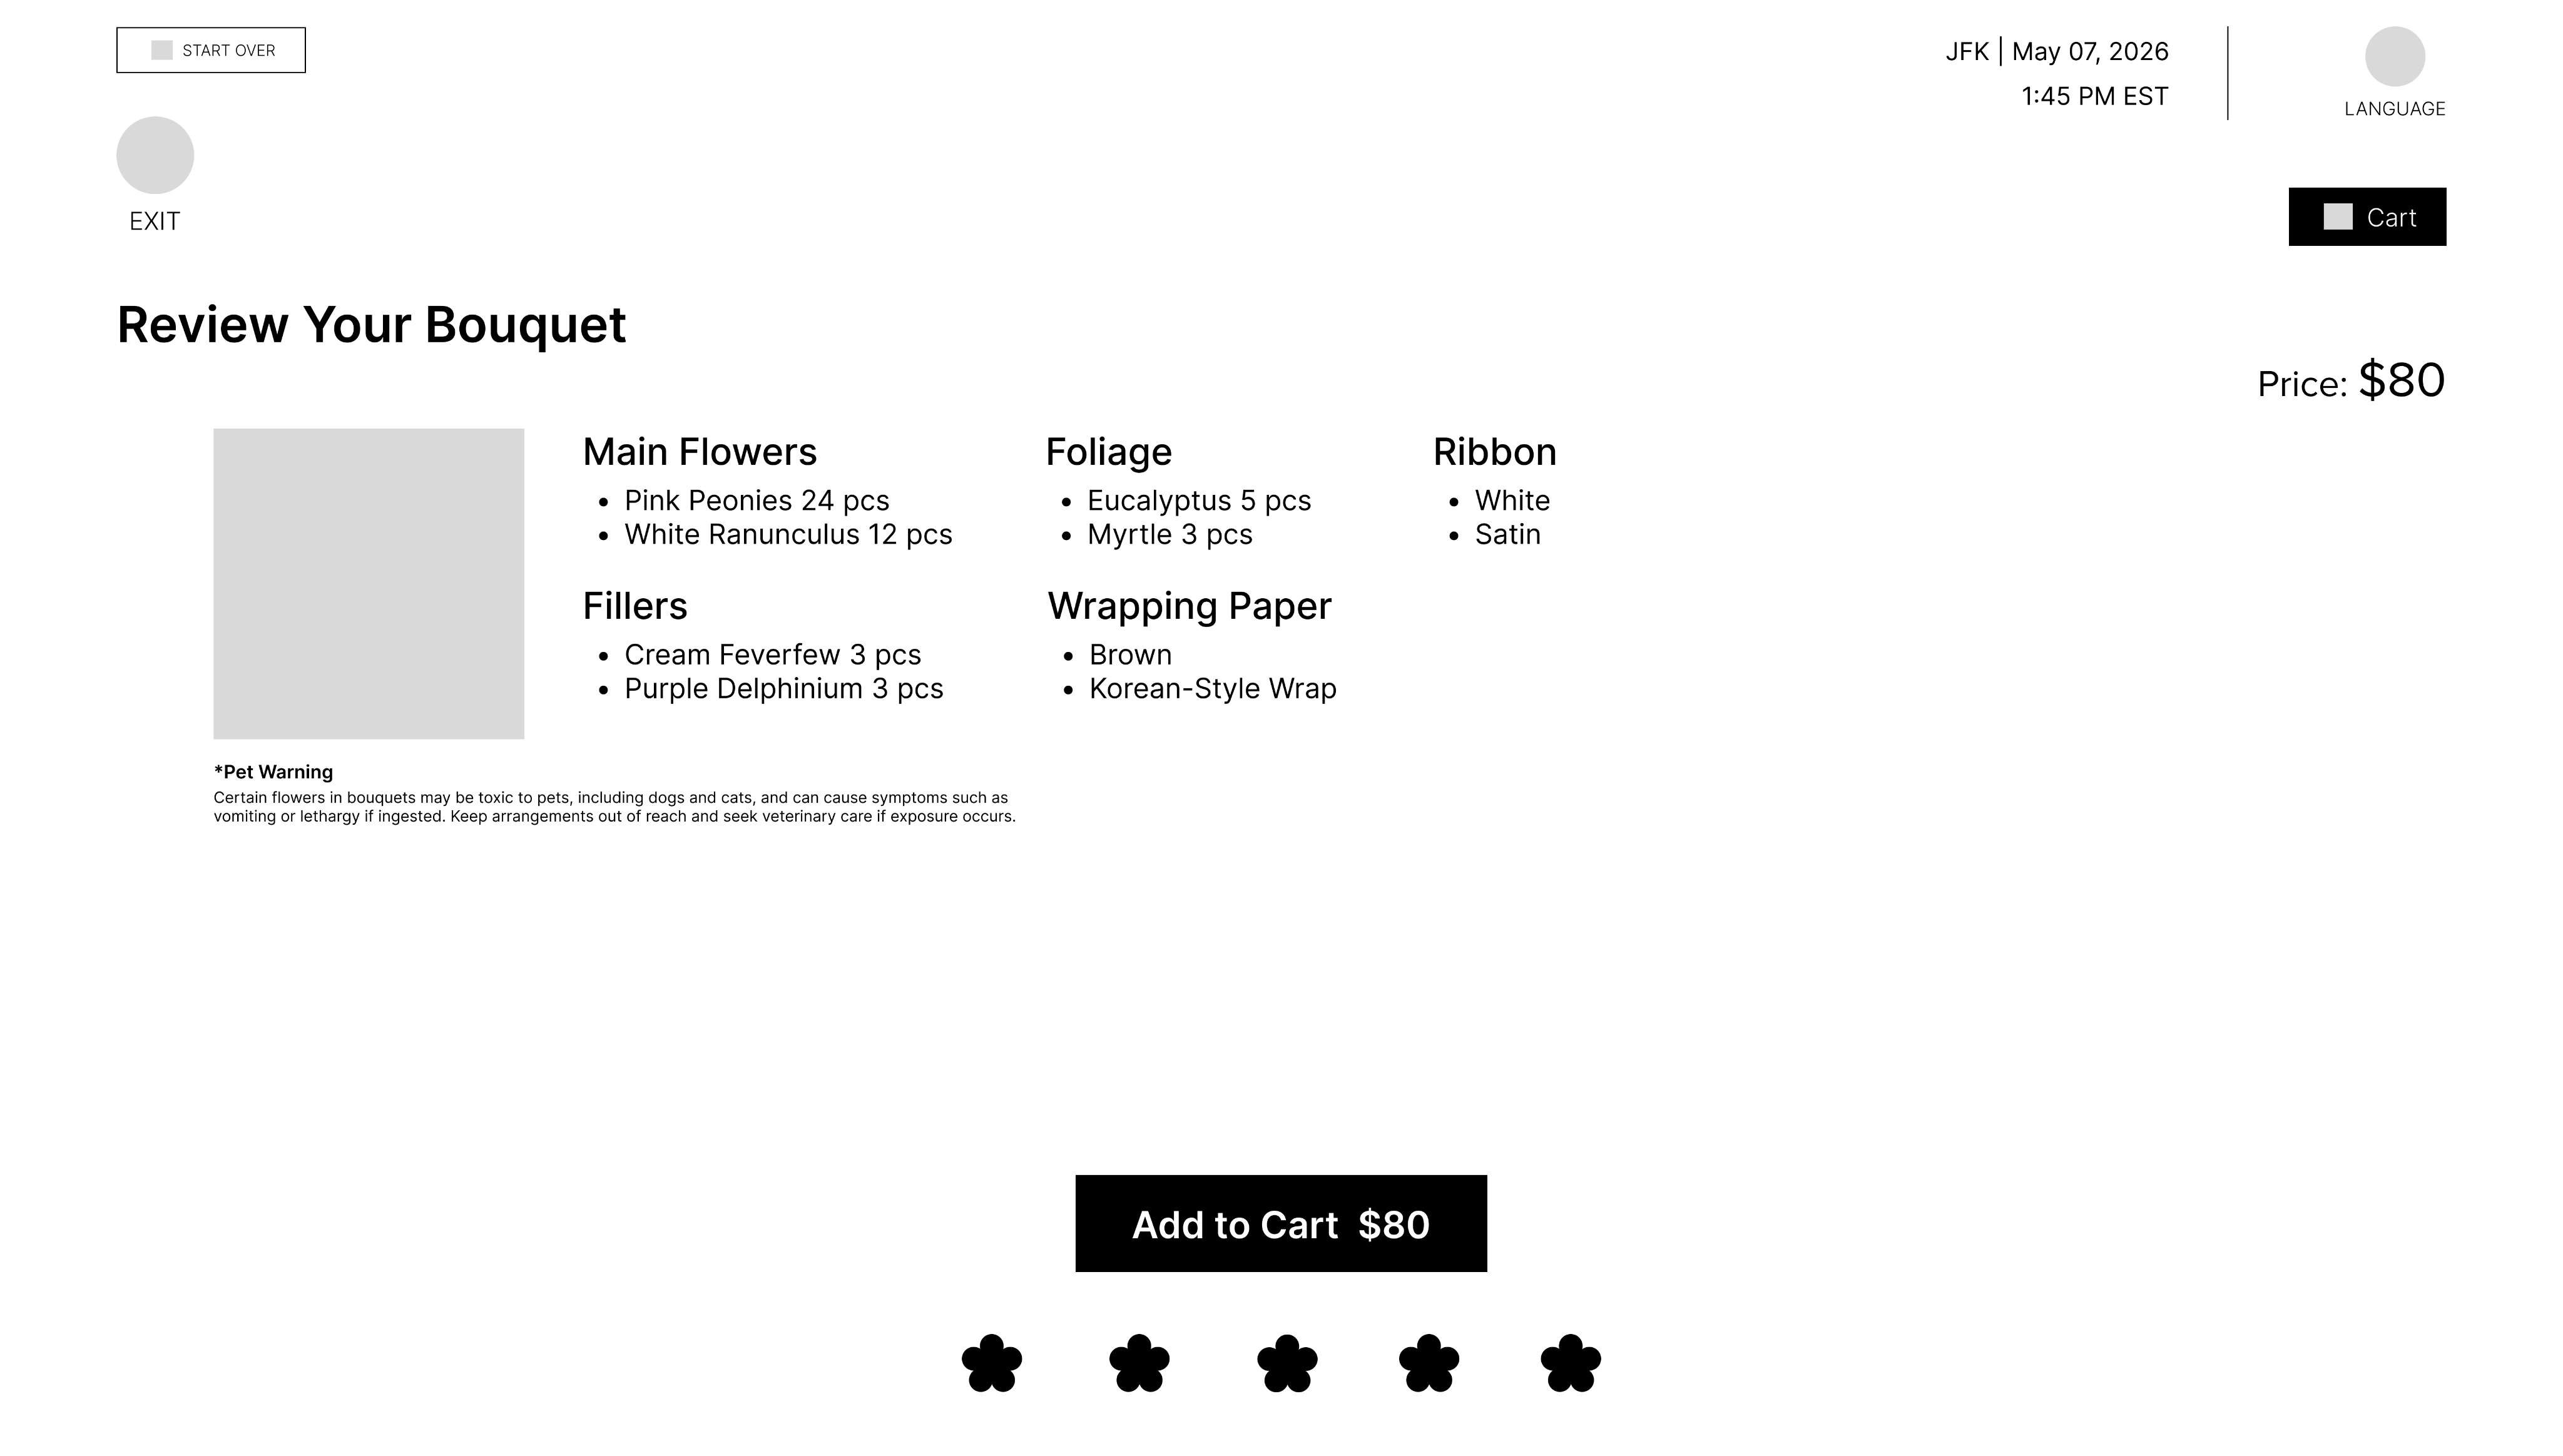 START OVER
JFK | May 07, 2026
1:45 PM EST
LANGUAGE
EXIT
Cart
Review Your Bouquet
Price: $80
Main Flowers
• Pink Peonies 24 pcs
• White Ranunculus 12 pcs
Foliage
• Eucalyptus 5 pcs
• Myrtle 3 pcs
Ribbon
• White
• Satin
Fillers
• Cream Feverfew 3 pcs
• Purple Delphinium 3 pcs
Wrapping Paper
• Brown
• Korean-Style Wrap
*Pet Warning
Certain flowers in bouquets may be toxic to pets, including dogs and cats, and can cause symptoms such as
vomiting or lethargy if ingested. Keep arrangements out of reach and seek veterinary care if exposure occurs.
Add to Cart $80